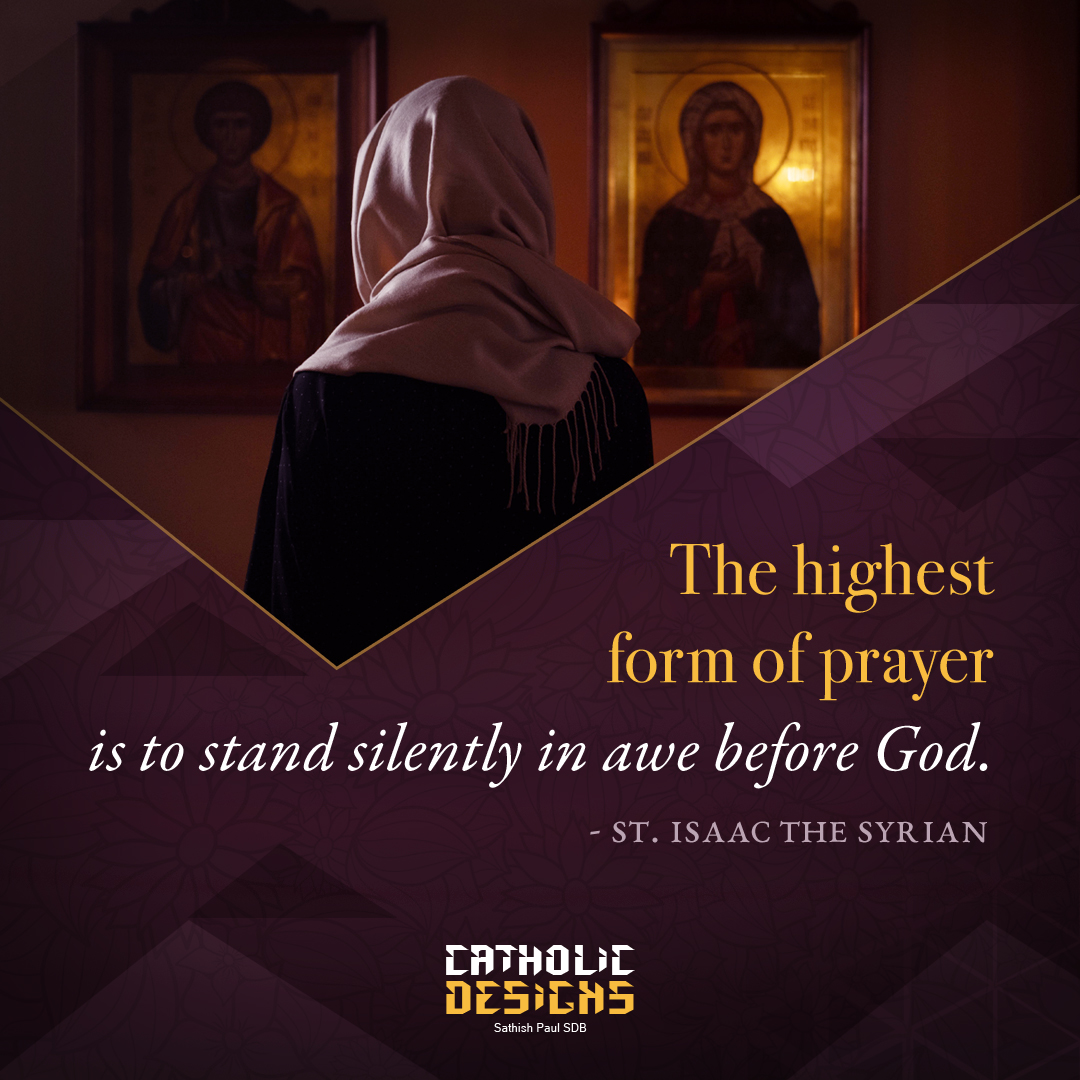 The highest
form of prayer
is to stand silently in awe before God.
- ST. ISAAC THE SYRIAN
CATHOLIC
DESIGNS
Sathish Paul SDB